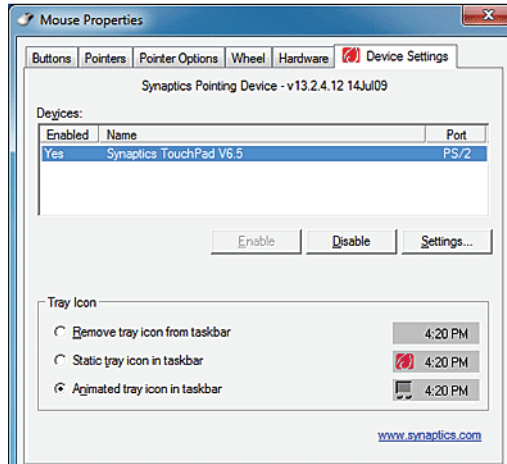 Mouse Properties
Buttons Pointers Pointer Options Wheel Hardware Device Settings
Synaptics Pointing Device - v13.2.4.12 14Jul09
Devices:
Enabled Name Port
Yes Synaptics TouchPad V6.5 PS/2
Enable Disable Settings...
Tray Icon
Remove tray icon from taskbar 4:20 PM
Static tray icon in taskbar 4:20 PM
Animated tray icon in taskbar 4:20 PM
www.synaptics.com